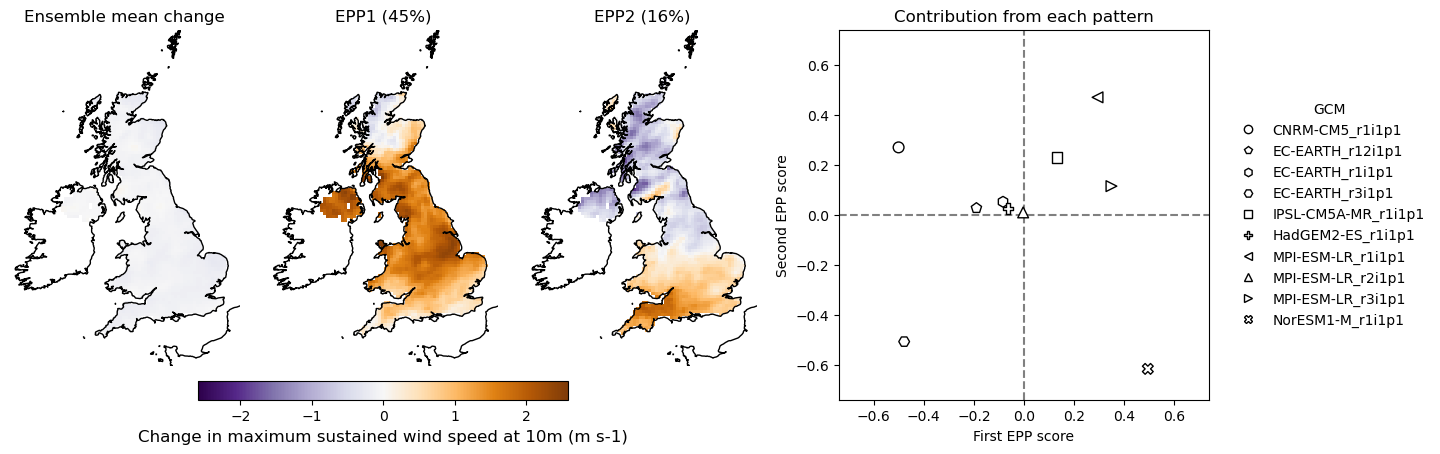 Ensemble mean change
EPP1 (45%)
EPP2 (16%)
Contribution from each pattern
−2 −1 0 1 2
Change in maximum sustained wind speed at 10m (m s-1)
Second EPP score
0.6
0.4
0.2
0.0
−0.2
−0.4
−0.6
−0.6 −0.4 −0.2 0.0 0.2 0.4 0.6
First EPP score
GCM
CNRM-CM5_r1i1p1
EC-EARTH_r12i1p1
EC-EARTH_r1i1p1
EC-EARTH_r3i1p1
IPSL-CM5A-MR_r1i1p1
HadGEM2-ES_r1i1p1
MPI-ESM-LR_r1i1p1
MPI-ESM-LR_r2i1p1
MPI-ESM-LR_r3i1p1
NorESM1-M_r1i1p1